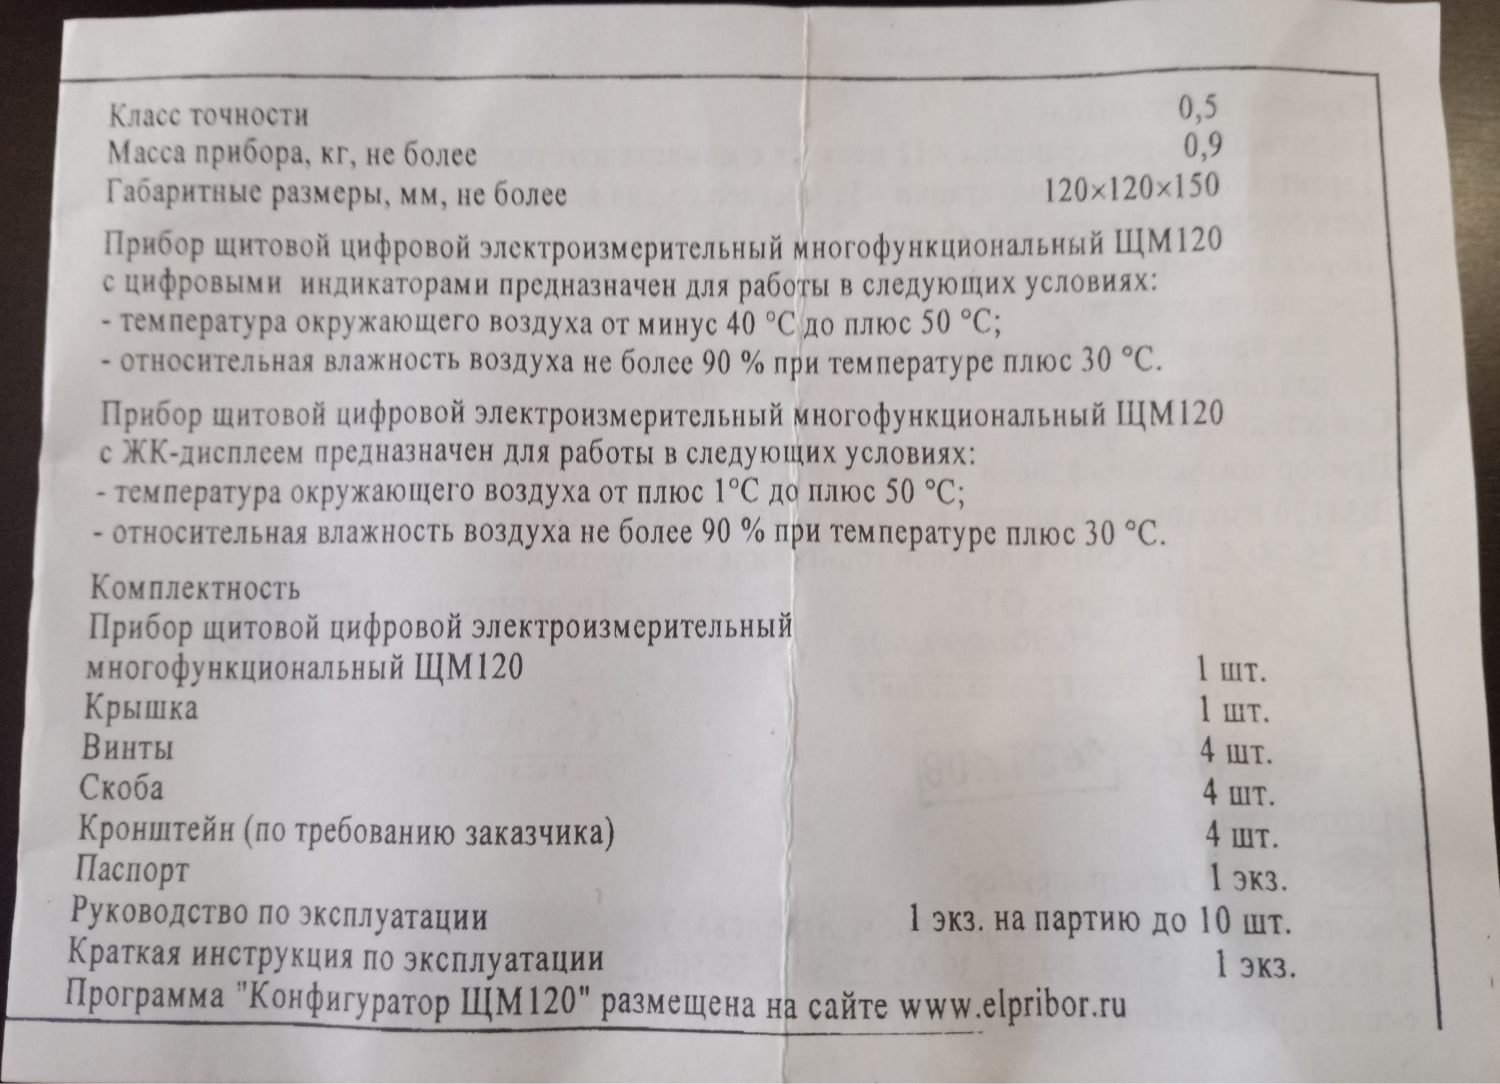 Класс точности 0,5
Масса прибора, кг, не более 0,9
Габаритные размеры, мм, не более 120×120×150
Прибор щитовой цифровой электроизмерительный многофункциональный ЩМ120
с цифровыми индикаторами предназначен для работы в следующих условиях:
- температура окружающего воздуха от минус 40 °С до плюс 50 °С;
- относительная влажность воздуха не более 90 % при температуре плюс 30 °С.
Прибор щитовой цифровой электроизмерительный многофункциональный ЩМ120
с ЖК-дисплеем предназначен для работы в следующих условиях:
- температура окружающего воздуха от плюс 1°С до плюс 50 °С;
- относительная влажность воздуха не более 90 % при температуре плюс 30 °С.
Комплектность
Прибор щитовой цифровой электроизмерительный
многофункциональный ЩМ120 1 шт.
Крышка 1 шт.
Винты 4 шт.
Скоба 4 шт.
Кронштейн (по требованию заказчика) 4 шт.
Паспорт 1 экз.
Руководство по эксплуатации 1 экз. на партию до 10 шт.
Краткая инструкция по эксплуатации 1 экз.
Программа "Конфигуратор ЩМ120" размещена на сайте www.elpribor.ru